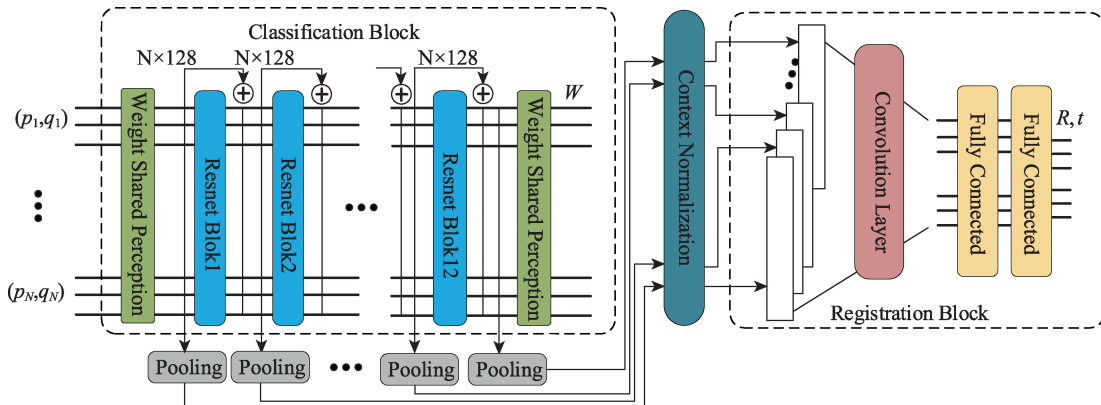 Classification Block
N×128
N×128
N×128
W
(p1,q1)
(pN,qN)
Weight Shared Perception
Resnet Blok1
Resnet Blok2
Resnet Blok12
Weight Shared Perception
Pooling
Pooling
Pooling
Pooling
Context Normalization
Convolution Layer
Fully Connected
Fully Connected
R, t
Registration Block